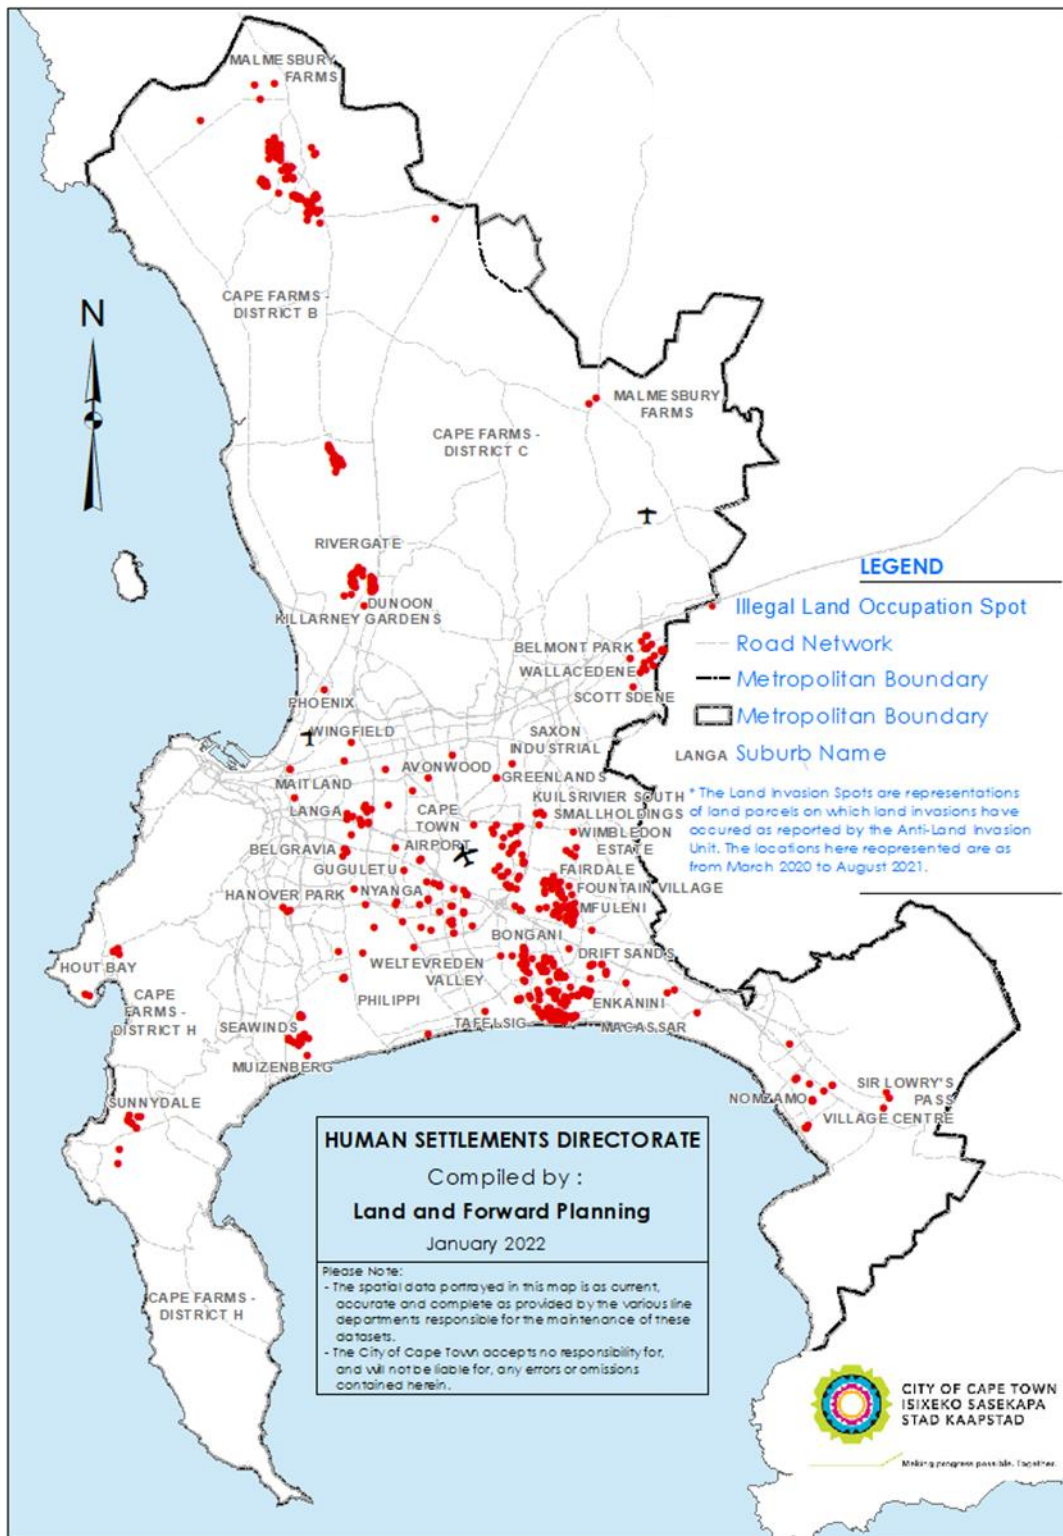 MALMESBURY
FARMS
CAPE FARMS -
DISTRICT B
N
MALMESBURY
FARMS
CAPE FARMS -
DISTRICT C
RIVERGATE
DUNOON
KILLARNEY GARDENS
BELMONT PARK
WALLACEDENE
SCOTTSDENE
PHOENIX
WINGFIELD
SAXON
INDUSTRIAL
AVONWOOD
GREENLANDS
MAITLAND
KUILSRIVIER SOUTH
SMALLHOLDINGS
LANGA
CAPE
TOWN
AIRPORT
WIMBLEDON
ESTATE
BELGRAVIA
GUGULETU
FAIRDALE
HANOVER PARK
NYANGA
FOUNTAIN VILLAGE
MFULENI
BONGANI
HOUT BAY
WELTEVREDEN
VALLEY
DRIFTSANDS
CAPE
FARMS -
DISTRICT H
PHILIPPI
ENKANINI
SEAWINDS
TAFELSIG
MACASSAR
MUIZENBERG
SUNNYDALE
NOMZAMO
SIR LOWRY'S
PASS
VILLAGE CENTRE
CAPE FARMS -
DISTRICT H
LEGEND
Illegal Land Occupation Spot
Road Network
Metropolitan Boundary
Metropolitan Boundary
LANGA Suburb Name
* The Land Invasion Spots are representations
of land parcels on which land invasions have
occured as reported by the Anti-Land Invasion
Unit. The locations here reopresented are as
from March 2020 to August 2021.
HUMAN SETTLEMENTS DIRECTORATE
Compiled by :
Land and Forward Planning
January 2022
Please Note:
- The spatial data portrayed in this map is as current,
accurate and complete as provided by the various line
departments responsible for the maintenance of these
datasets.
- The City of Cape Town accepts no responsibility for,
and will not be liable for, any errors or omissions
contained herein.
CITY OF CAPE TOWN
ISIXEKO SASEKAPA
STAD KAAPSTAD
Making progress possible. Together.